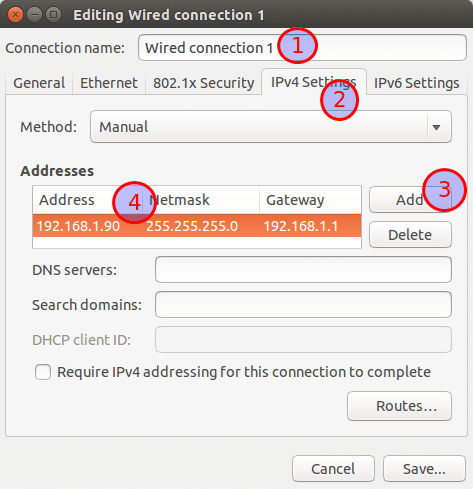 Editing Wired connection 1
Connection name: Wired connection 1 1
General Ethernet 802.1x Security IPv4 Settings IPv6 Settings
2
Method: Manual
Addresses
3
Address 4 Netmask Gateway Add
192.168.1.90 255.255.255.0 192.168.1.1
Delete
DNS servers:
Search domains:
DHCP client ID:
Require IPv4 addressing for this connection to complete
Routes...
Cancel Save...